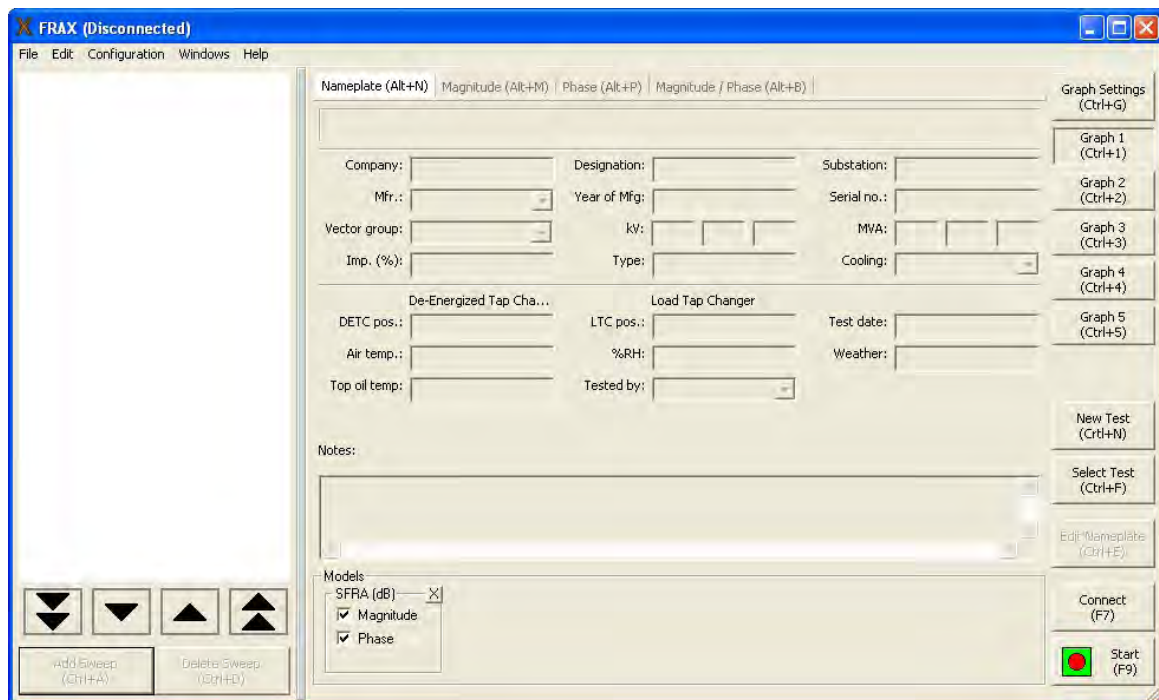 FRAX (Disconnected)
File Edit Configuration Windows Help
Nameplate (Alt+N) Magnitude (Alt+M) Phase (Alt+P) Magnitude / Phase (Alt+B)
Company: Designation: Substation:
Mfr.: Year of Mfg: Serial no.:
Vector group: kV: MVA:
Imp. (%): Type: Cooling:
De-Energized Tap Cha... Load Tap Changer
DETC pos.: LTC pos.: Test date:
Air temp.: %RH: Weather:
Top oil temp: Tested by:
Notes:
Models
SFRA (dB) X
Magnitude
Phase
Add Sweep
(Ctrl+A)
Delete Sweep
(Ctrl+D)
Graph Settings
(Ctrl+G)
Graph 1
(Ctrl+1)
Graph 2
(Ctrl+2)
Graph 3
(Ctrl+3)
Graph 4
(Ctrl+4)
Graph 5
(Ctrl+5)
New Test
(Crtl+N)
Select Test
(Ctrl+F)
Edit Nameplate
(Ctrl+E)
Connect
(F7)
Start
(F9)